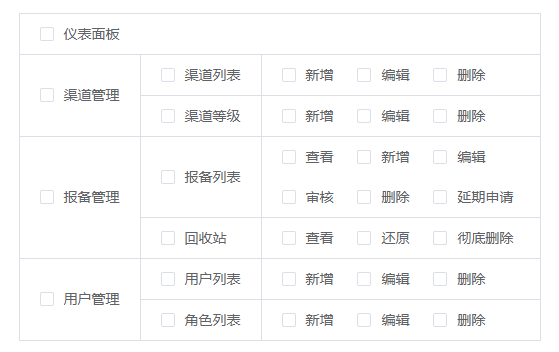 仪表面板
渠道管理 渠道列表 新增 编辑 删除
渠道等级 新增 编辑 删除
报备管理 报备列表 查看 新增 编辑
审核 删除 延期申请
回收站 查看 还原 彻底删除
用户管理 用户列表 新增 编辑 删除
角色列表 新增 编辑 删除